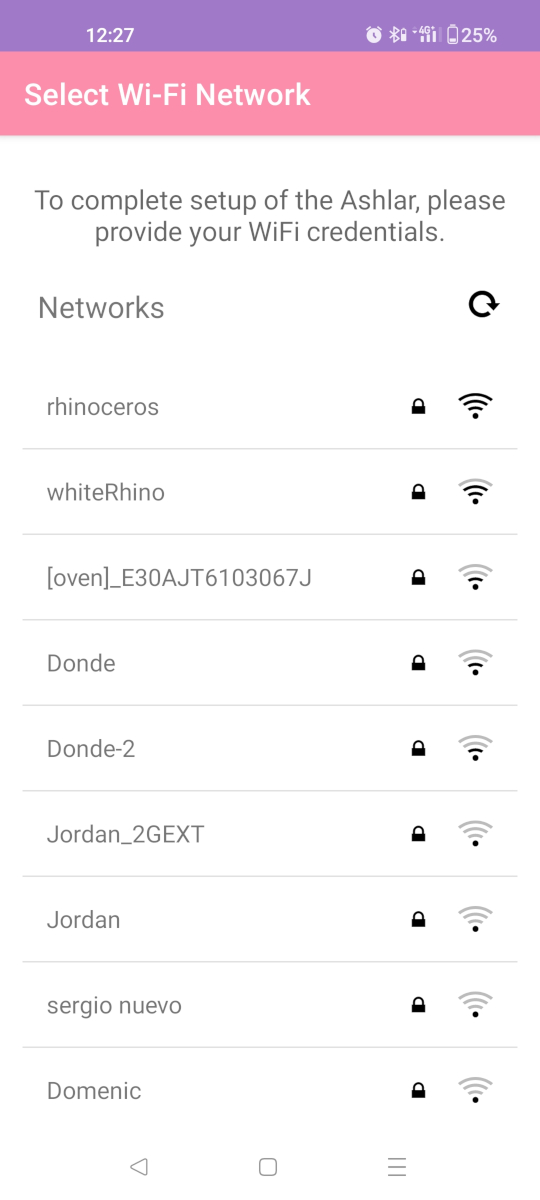 12:27
4G+
25%
Select Wi-Fi Network
To complete setup of the Ashlar, please
provide your WiFi credentials.
Networks
rhinoceros
whiteRhino
[oven]_E30AJT6103067J
Donde
Donde-2
Jordan_2GEXT
Jordan
sergio nuevo
Domenic